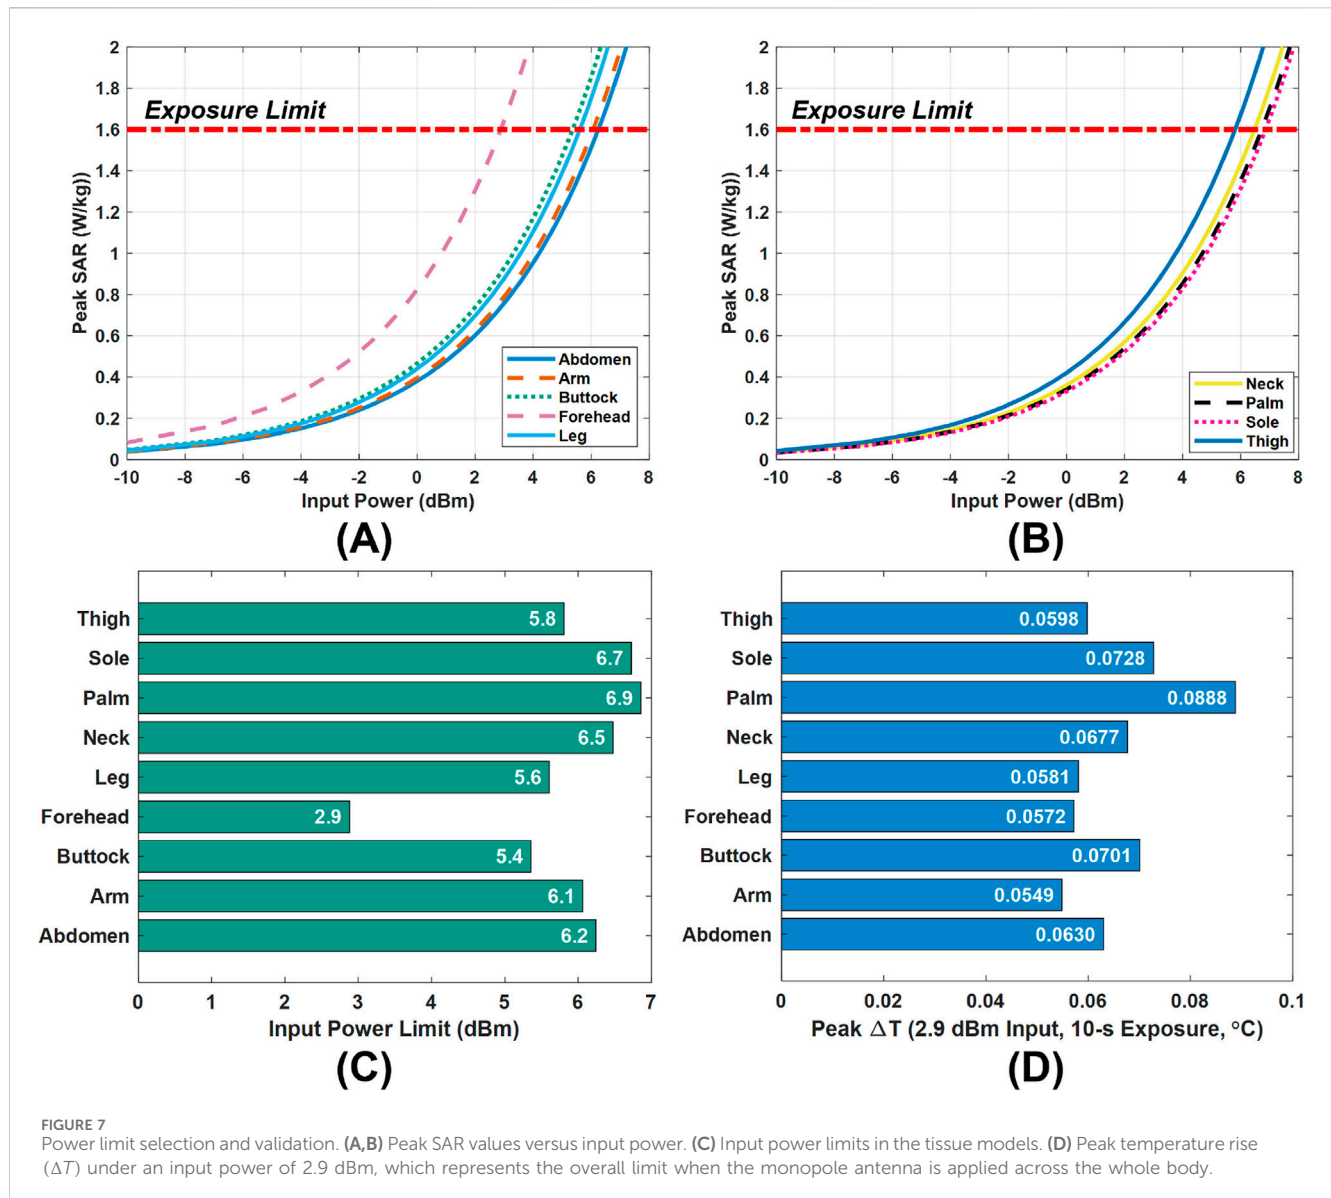 2
1.8
1.6
1.4
1.2
1
0.8
0.6
0.4
0.2
0
Peak SAR (W/kg))
Exposure Limit
Abdomen
Arm
Buttock
Forehead
Leg
-10 -8 -6 -4 -2 0 2 4 6 8
Input Power (dBm)
(A)
2
1.8
1.6
1.4
1.2
1
0.8
0.6
0.4
0.2
0
Peak SAR (W/kg))
Exposure Limit
Neck
Palm
Sole
Thigh
-10 -8 -6 -4 -2 0 2 4 6 8
Input Power (dBm)
(B)
Thigh 5.8
Sole 6.7
Palm 6.9
Neck 6.5
Leg 5.6
Forehead 2.9
Buttock 5.4
Arm 6.1
Abdomen 6.2
0 1 2 3 4 5 6 7
Input Power Limit (dBm)
(C)
Thigh 0.0598
Sole 0.0728
Palm 0.0888
Neck 0.0677
Leg 0.0581
Forehead 0.0572
Buttock 0.0701
Arm 0.0549
Abdomen 0.0630
0 0.02 0.04 0.06 0.08 0.1
Peak ΔT (2.9 dBm Input, 10-s Exposure, °C)
(D)
FIGURE 7
Power limit selection and validation. (A,B) Peak SAR values versus input power. (C) Input power limits in the tissue models. (D) Peak temperature rise
(ΔT) under an input power of 2.9 dBm, which represents the overall limit when the monopole antenna is applied across the whole body.